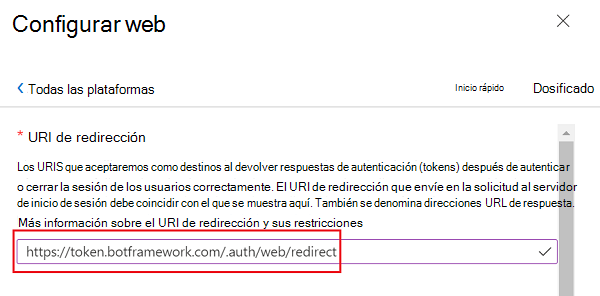 Configurar web
Todas las plataformas
Inicio rápido
Dosificado
* URI de redirección
Los URIS que aceptaremos como destinos al devolver respuestas de autenticación (tokens) después de autenticar
o cerrar la sesión de los usuarios correctamente. El URI de redirección que envíe en la solicitud al servidor
de inicio de sesión debe coincidir con el que se muestra aquí. También se denomina direcciones URL de respuesta.
Más información sobre el URI de redirección y sus restricciones
https://token.botframework.com/.auth/web/redirect